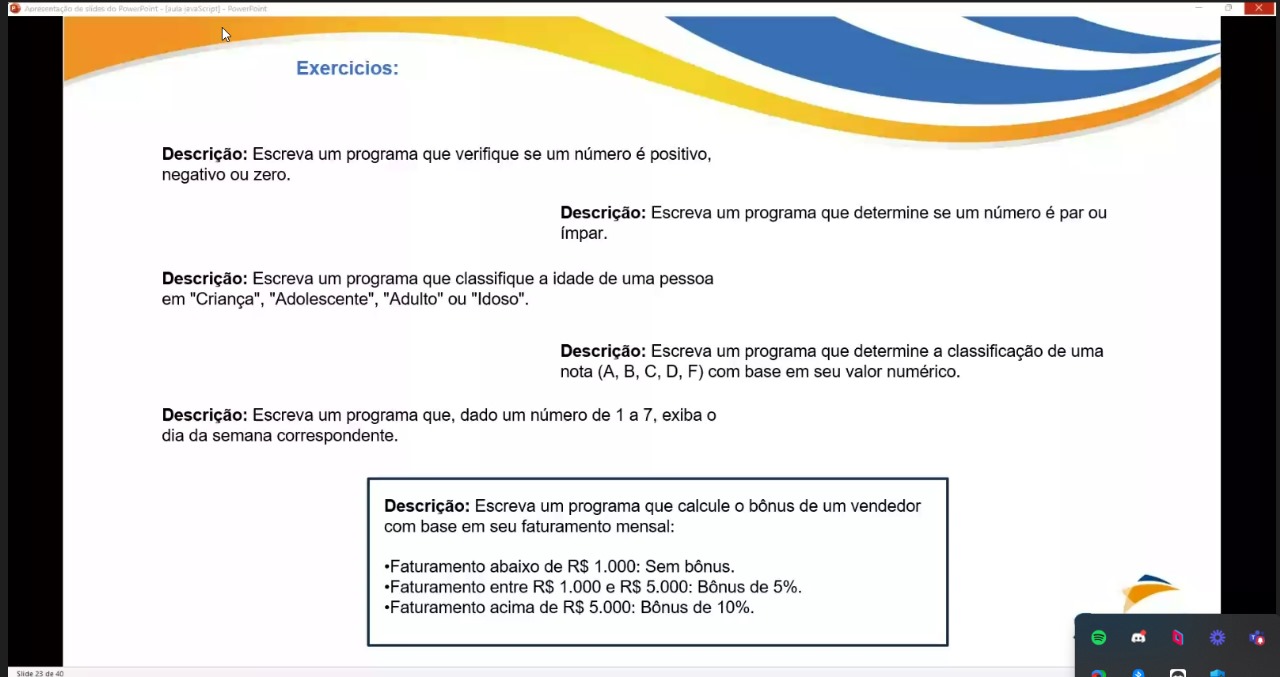 Apresentação de slides do PowerPoint - [aula javaScript] - PowerPoint
Exercicios:
Descrição: Escreva um programa que verifique se um número é positivo,
negativo ou zero.
Descrição: Escreva um programa que determine se um número é par ou
ímpar.
Descrição: Escreva um programa que classifique a idade de uma pessoa
em "Criança", "Adolescente", "Adulto" ou "Idoso".
Descrição: Escreva um programa que determine a classificação de uma
nota (A, B, C, D, F) com base em seu valor numérico.
Descrição: Escreva um programa que, dado um número de 1 a 7, exiba o
dia da semana correspondente.
Descrição: Escreva um programa que calcule o bônus de um vendedor
com base em seu faturamento mensal:
•Faturamento abaixo de R$ 1.000: Sem bônus.
•Faturamento entre R$ 1.000 e R$ 5.000: Bônus de 5%.
•Faturamento acima de R$ 5.000: Bônus de 10%.
Slide 23 de 40